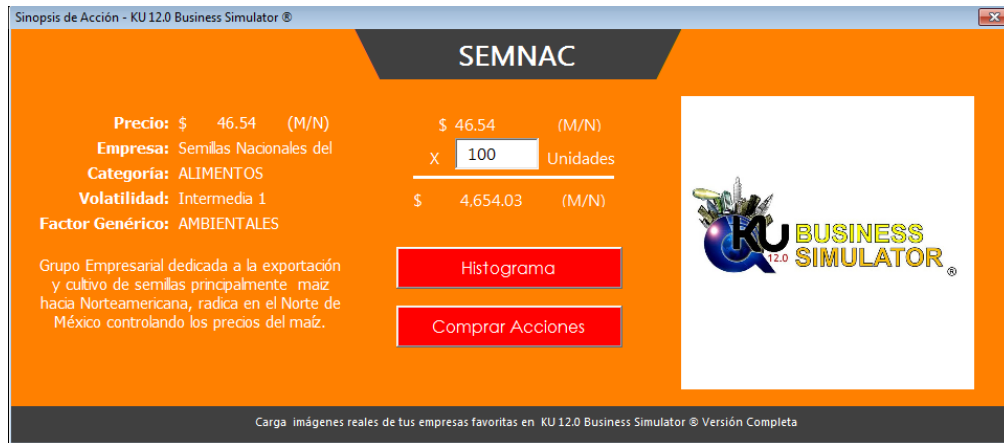 Sinopsis de Acción - KU 12.0 Business Simulator ®
SEMNAC
Precio: $ 46.54 (M/N)
Empresa: Semillas Nacionales del
Categoría: ALIMENTOS
Volatilidad: Intermedia 1
Factor Genérico: AMBIENTALES
Grupo Empresarial dedicada a la exportación
y cultivo de semillas principalmente maiz
hacia Norteamericana, radica en el Norte de
México controlando los precios del maíz.
$ 46.54 (M/N)
X 100 Unidades
$ 4,654.03 (M/N)
Histograma
Comprar Acciones
KU BUSINESS
12.0 SIMULATOR ®
Carga imágenes reales de tus empresas favoritas en KU 12.0 Business Simulator ® Versión Completa